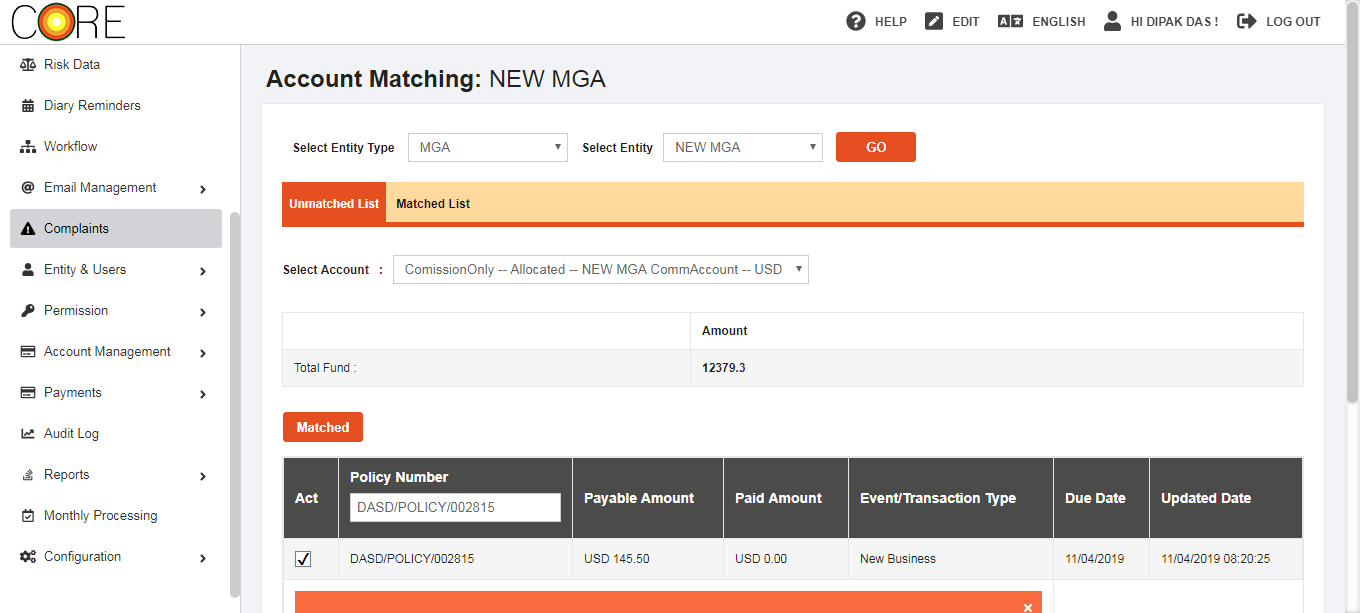 CORE
HELP
EDIT
ENGLISH
HI DIPAK DAS !
LOG OUT
Risk Data
Diary Reminders
Workflow
Email Management
Complaints
Entity & Users
Permission
Account Management
Payments
Audit Log
Reports
Monthly Processing
Configuration
Account Matching: NEW MGA
Select Entity Type MGA Select Entity NEW MGA GO
Unmatched List Matched List
Select Account : ComissionOnly -- Allocated -- NEW MGA CommAccount -- USD
Amount
Total Fund : 12379.3
Matched
Act Policy Number Payable Amount Paid Amount Event/Transaction Type Due Date Updated Date
DASD/POLICY/002815
DASD/POLICY/002815 USD 145.50 USD 0.00 New Business 11/04/2019 11/04/2019 08:20:25
×